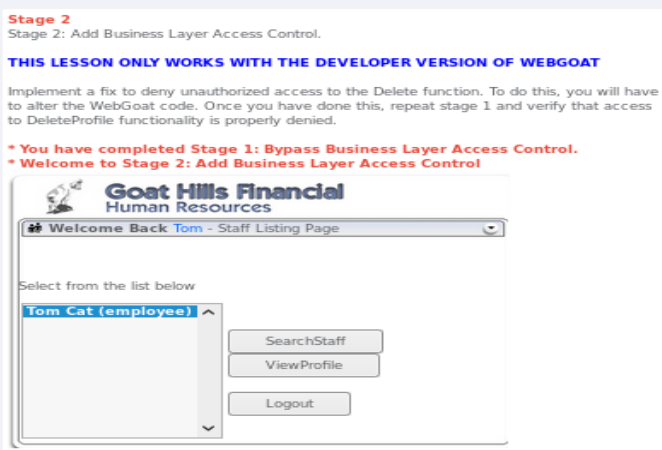 Stage 2
Stage 2: Add Business Layer Access Control.
THIS LESSON ONLY WORKS WITH THE DEVELOPER VERSION OF WEBGOAT
Implement a fix to deny unauthorized access to the Delete function. To do this, you will have
to alter the WebGoat code. Once you have done this, repeat stage 1 and verify that access
to DeleteProfile functionality is properly denied.
* You have completed Stage 1: Bypass Business Layer Access Control.
* Welcome to Stage 2: Add Business Layer Access Control
Goat Hills Financial
Human Resources
Welcome Back Tom - Staff Listing Page
Select from the list below
Tom Cat (employee)
SearchStaff
ViewProfile
Logout